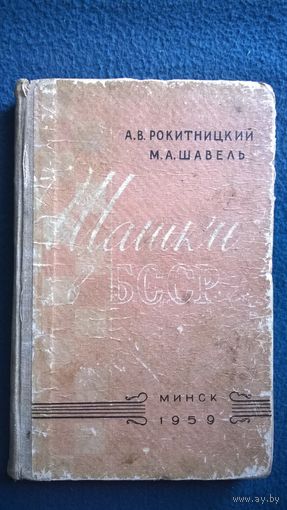 А.В. РОКИТНИЦКИЙ
М.А. ШАВЕЛЬ
Шашки
в БССР
МИНСК
1959
www.ay.by